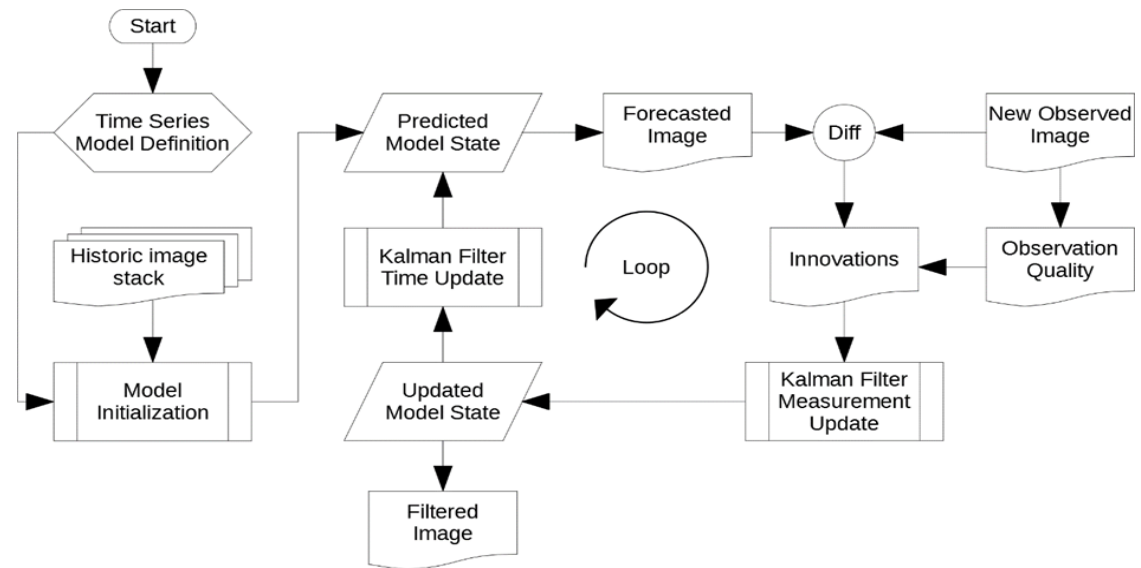 Start
Time Series
Model Definition
Historic image
stack
Model
Initialization
Predicted
Model State
Kalman Filter
Time Update
Updated
Model State
Filtered
Image
Forecasted
Image
Loop
Diff
Innovations
Kalman Filter
Measurement
Update
New Observed
Image
Observation
Quality